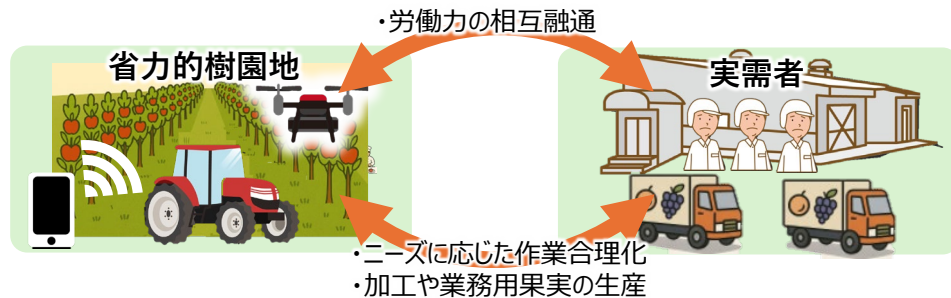 ・労働力の相互融通
省力的樹園地
実需者
・ニーズに応じた作業合理化
・加工や業務用果実の生産